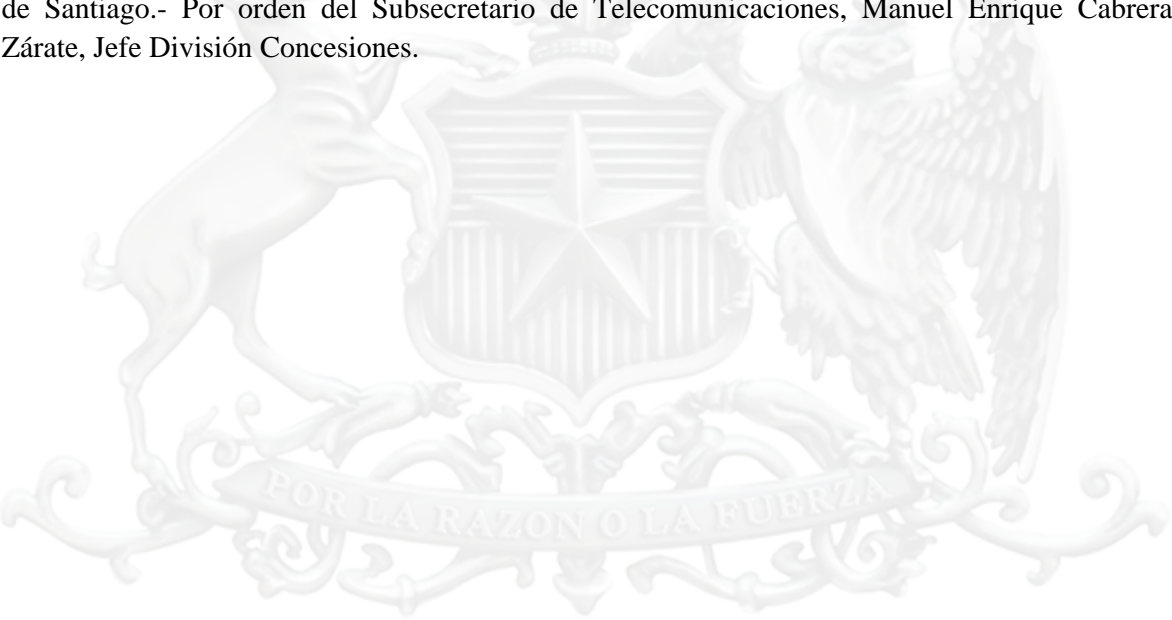 de Santiago.- Por orden del Subsecretario de Telecomunicaciones, Manuel Enrique Cabrera
Zárate, Jefe División Concesiones.
POR LA RAZON O LA FUERZA